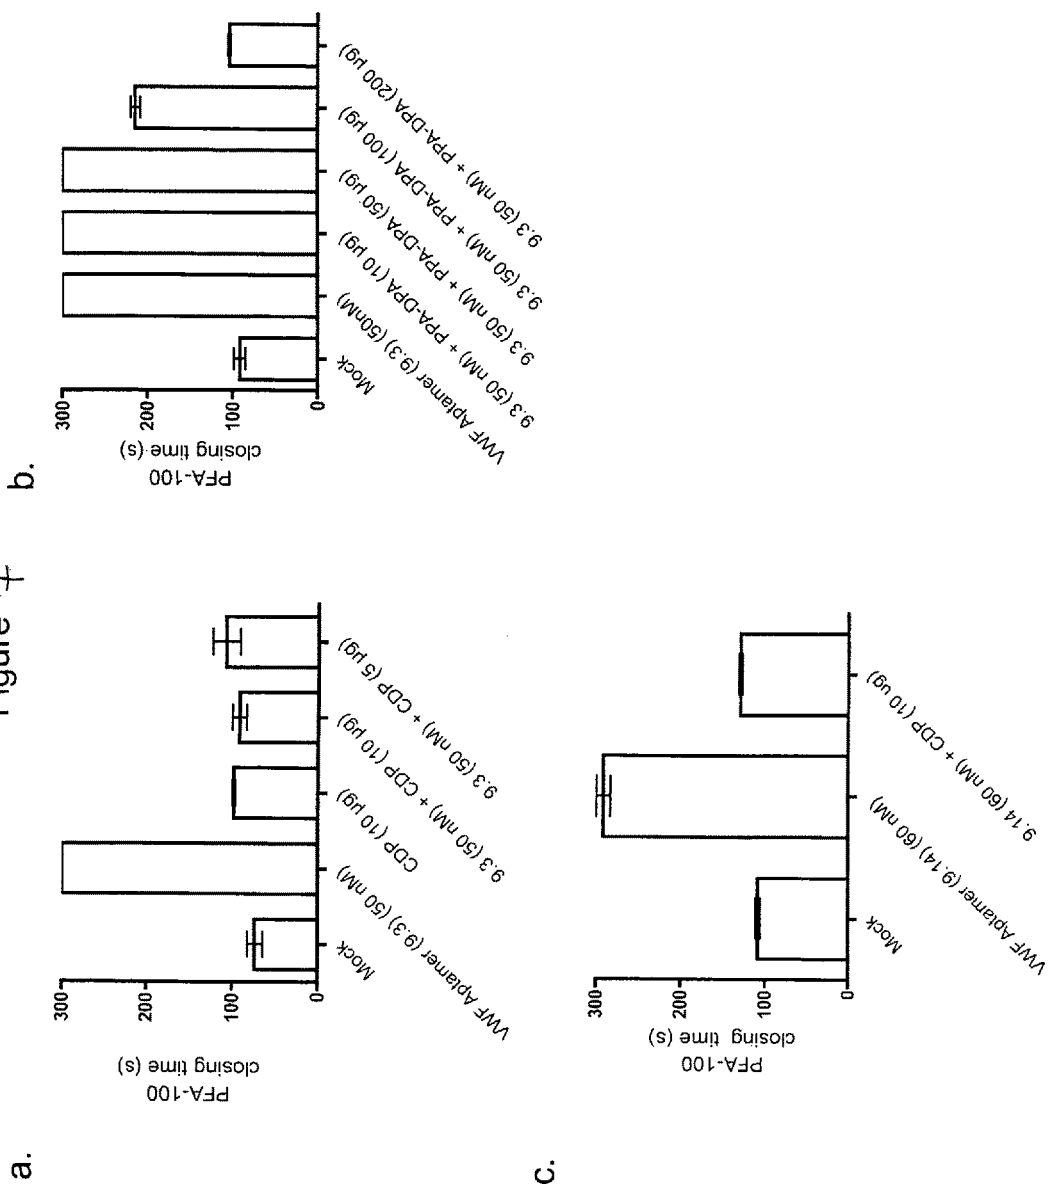 Figure 7
a.
PFA-100
closing time (s)
300
200
100
0
Mock
VWF Aptamer (9.3) (50 nM)
CDP (10 µg)
9.3 (50 nM) + CDP (10 µg)
9.3 (50 nM) + CDP (5 µg)
b.
PFA-100
closing time (s)
300
200
100
0
Mock
VWF Aptamer (9.3) (50nM)
9.3 (50 nM) + PPA-DPA (10 µg)
9.3 (50 nM) + PPA-DPA (50 µg)
9.3 (50 nM) + PPA-DPA (100 µg)
9.3 (50 nM) + PPA-DPA (200 µg)
c.
PFA-100
closing time (s)
300
200
100
0
Mock
VWF Aptamer (9.14) (60 nM)
9.14 (60 nM) + CDP (10 ug)